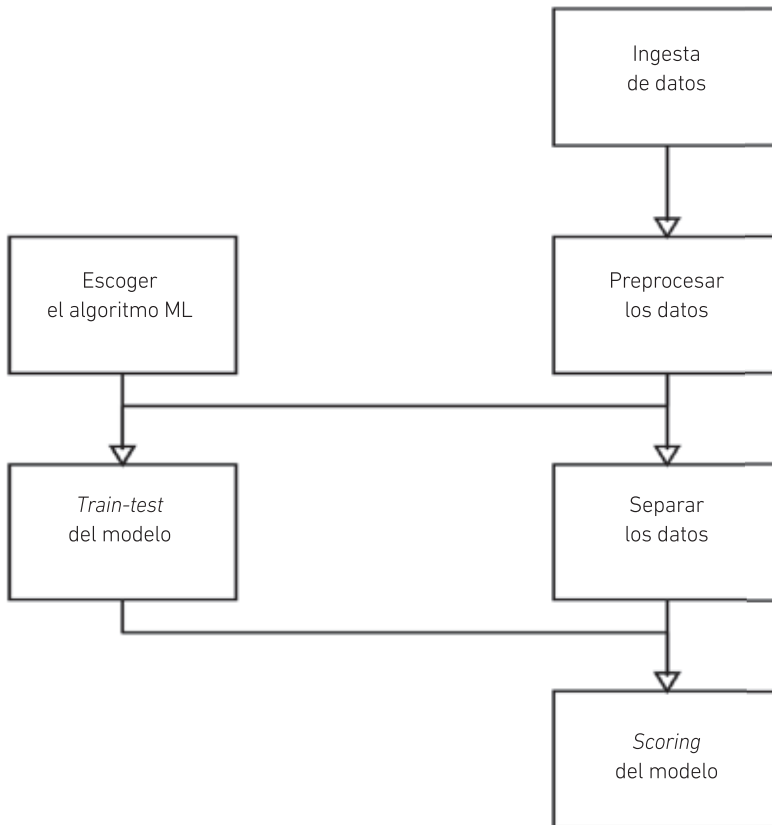 Ingesta
de datos
Escoger
el algoritmo ML
Preprocesar
los datos
Train-test
del modelo
Separar
los datos
Scoring
del modelo